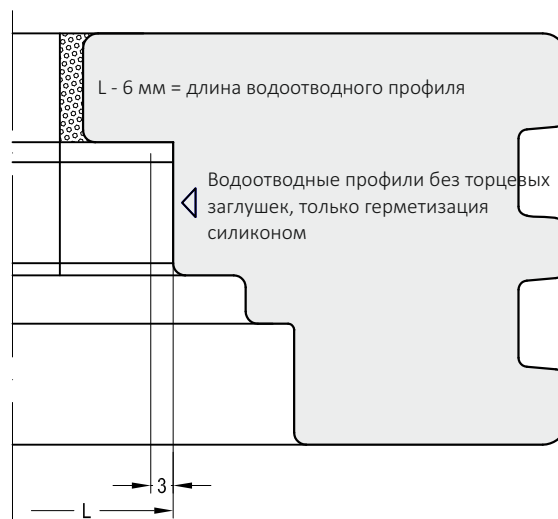 L - 6 мм = длина водоотводного профиля
Водоотводные профили без торцевых
заглушек, только герметизация
силиконом
3
L